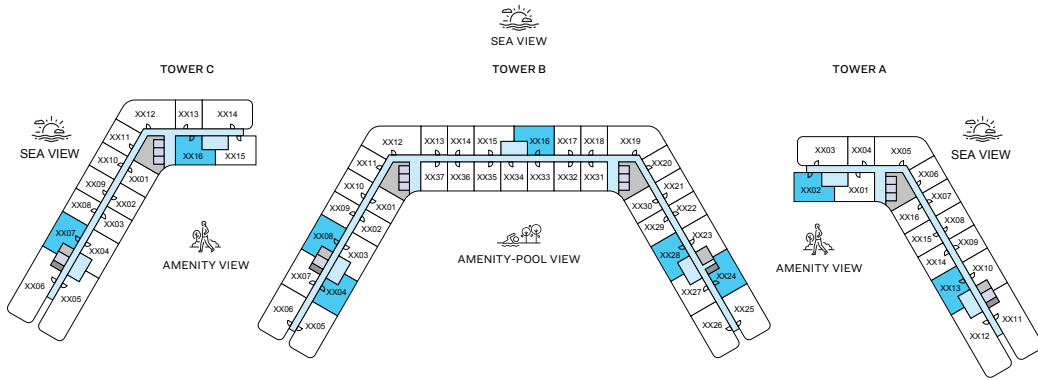 SEA VIEW
TOWER C
TOWER B
TOWER A
SEA VIEW
SEA VIEW
AMENITY VIEW
AMENITY-POOL VIEW
AMENITY VIEW
XX12
XX13
XX14
XX11
XX10
XX09
XX08
XX07
XX06
XX05
XX04
XX03
XX02
XX01
XX16
XX15
XX12
XX13
XX14
XX15
XX16
XX17
XX18
XX19
XX11
XX10
XX09
XX08
XX07
XX06
XX05
XX04
XX03
XX02
XX01
XX37
XX36
XX35
XX34
XX33
XX32
XX31
XX20
XX21
XX22
XX23
XX24
XX25
XX26
XX27
XX28
XX29
XX30
XX03
XX04
XX05
XX02
XX01
XX06
XX07
XX08
XX09
XX10
XX11
XX12
XX13
XX14
XX15
XX16